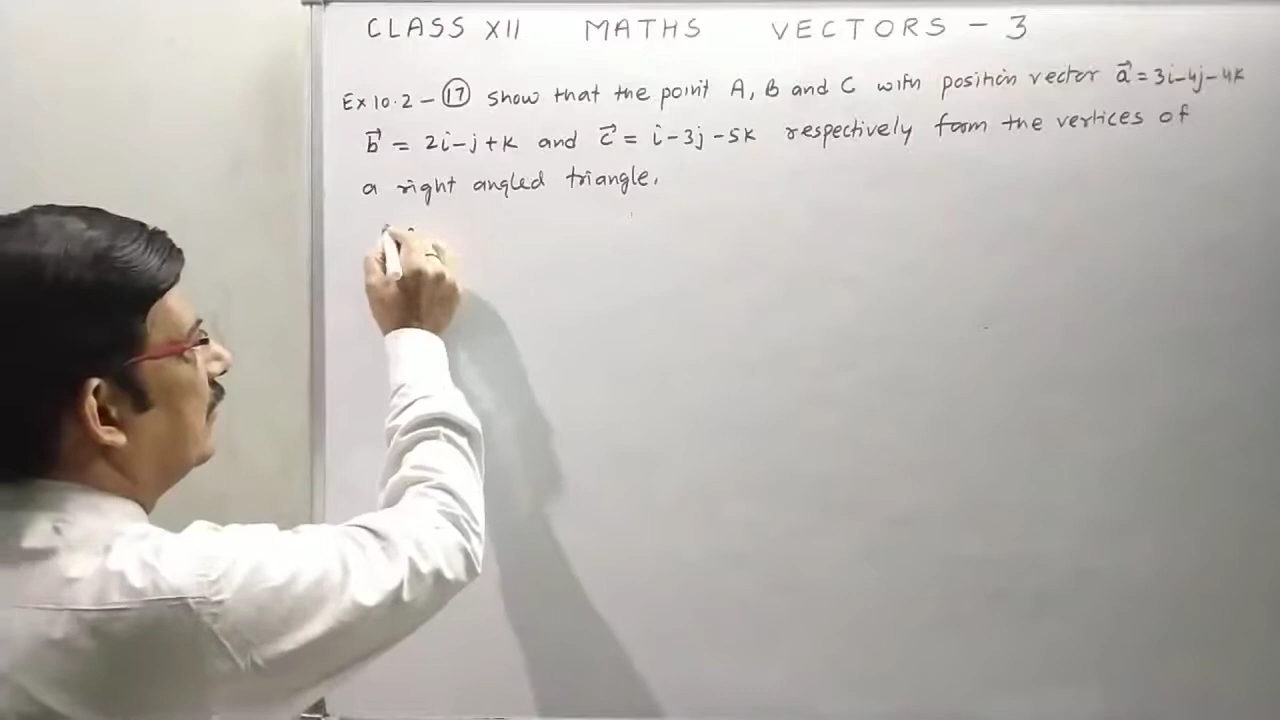 CLASS XII MATHS VECTORS - 3
Ex 10.2 - 17 Show that the point A, B and C with position vector a⃗ = 3i-4j-4k
b⃗ = 2i-j+k and c⃗ = i-3j-5k respectively form the vertices of
a right angled triangle.